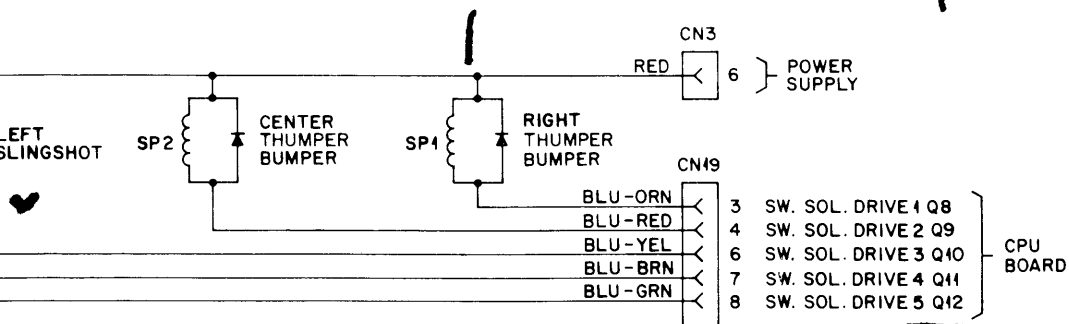 CN3
RED 6 POWER
SUPPLY
LEFT
SLINGSHOT
SP2
CENTER
THUMPER
BUMPER
SP1
RIGHT
THUMPER
BUMPER
CN19
BLU-ORN 3 SW. SOL. DRIVE 1 Q8
BLU-RED 4 SW. SOL. DRIVE 2 Q9
BLU-YEL 6 SW. SOL. DRIVE 3 Q10
BLU-BRN 7 SW. SOL. DRIVE 4 Q11
BLU-GRN 8 SW. SOL. DRIVE 5 Q12
CPU
BOARD